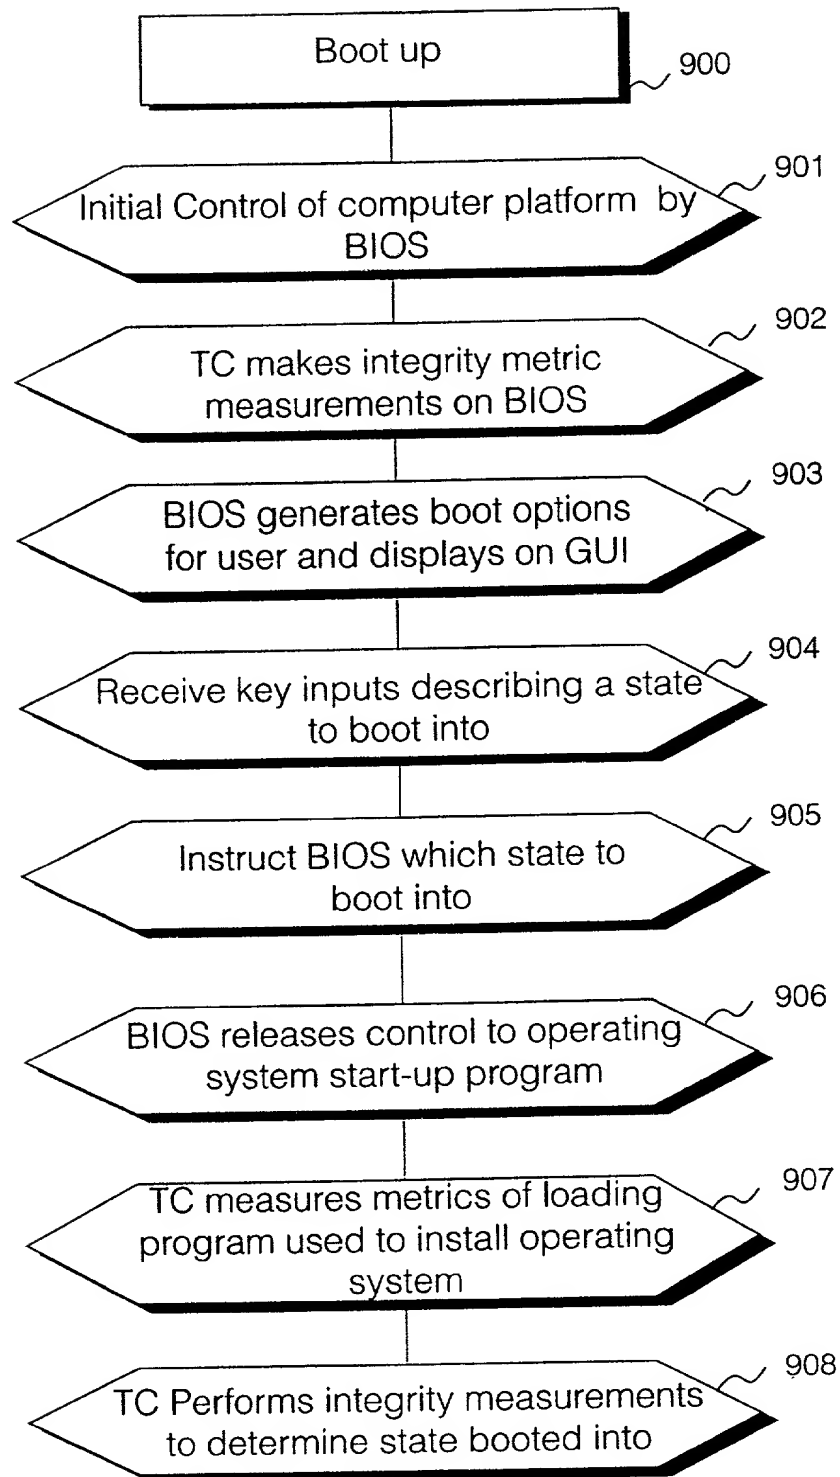 Boot up
900
901
Initial Control of computer platform by
BIOS
902
TC makes integrity metric
measurements on BIOS
903
BIOS generates boot options
for user and displays on GUI
904
Receive key inputs describing a state
to boot into
905
Instruct BIOS which state to
boot into
906
BIOS releases control to operating
system start-up program
907
TC measures metrics of loading
program used to install operating
system
908
TC Performs integrity measurements
to determine state booted into